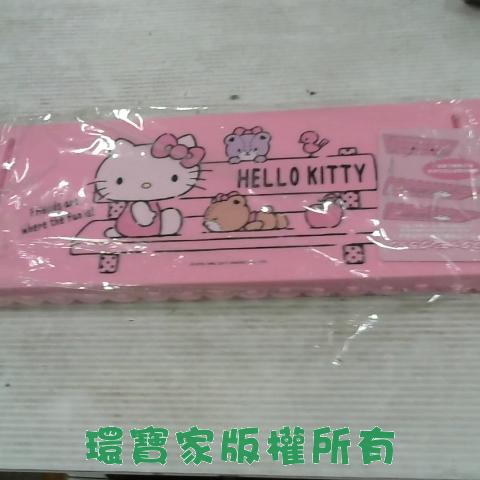 HELLO KITTY
Friends are
where the fun is!
環寶家版權所有